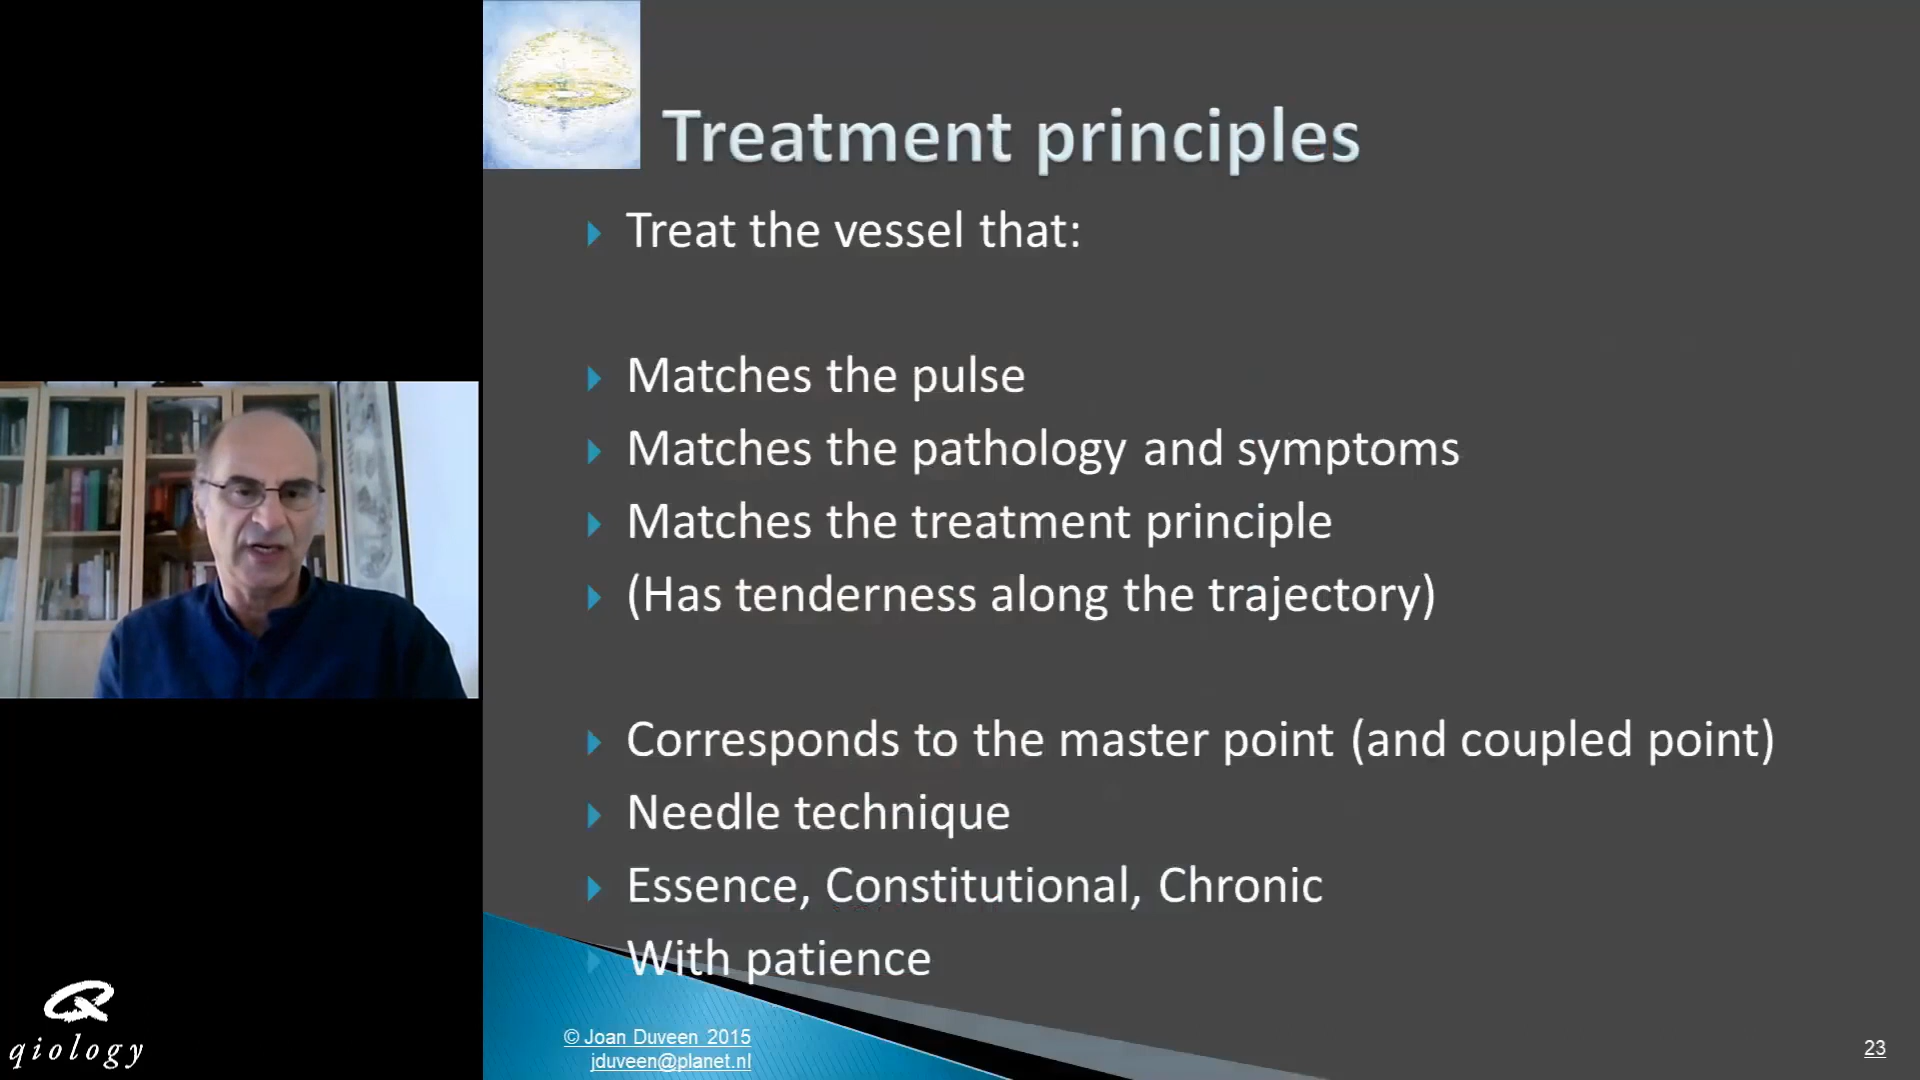 Treatment principles
Treat the vessel that:
Matches the pulse
Matches the pathology and symptoms
Matches the treatment principle
(Has tenderness along the trajectory)
Corresponds to the master point (and coupled point)
Needle technique
Essence, Constitutional, Chronic
With patience
© Joan Duveen 2015
jduveen@planet.nl
23
qiology